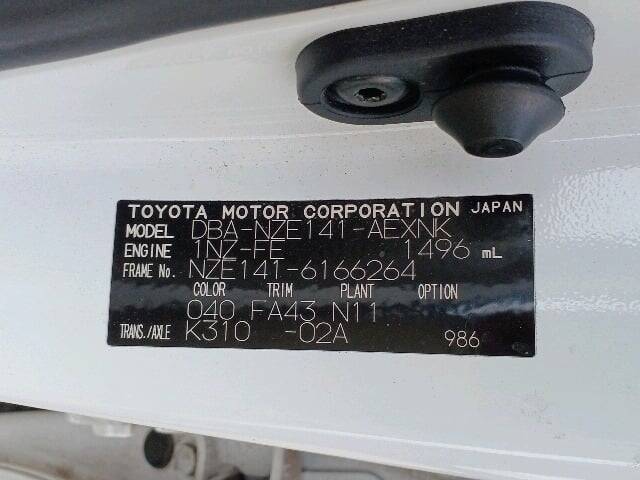 TOYOTA MOTOR CORPORATION JAPAN
MODEL DBA-NZE141-AEXNK
ENGINE 1NZ-FE 1496 mL
FRAME No. NZE141-6166264
COLOR TRIM PLANT OPTION
040 FA43 N11
TRANS./AXLE K310 -02A 986